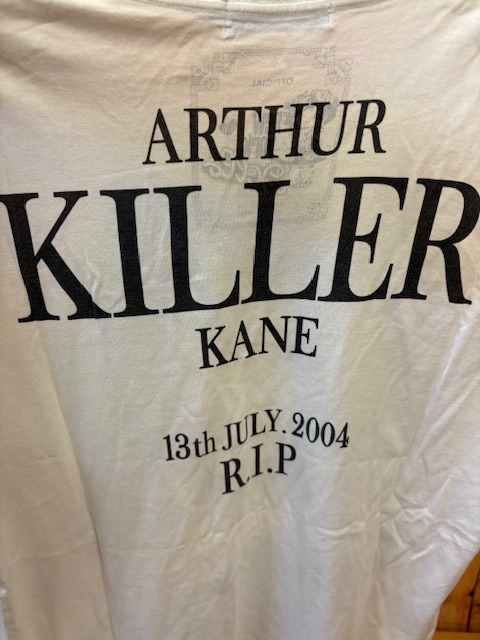 ARTHUR
KILLER
KANE
13th JULY. 2004
R.I.P